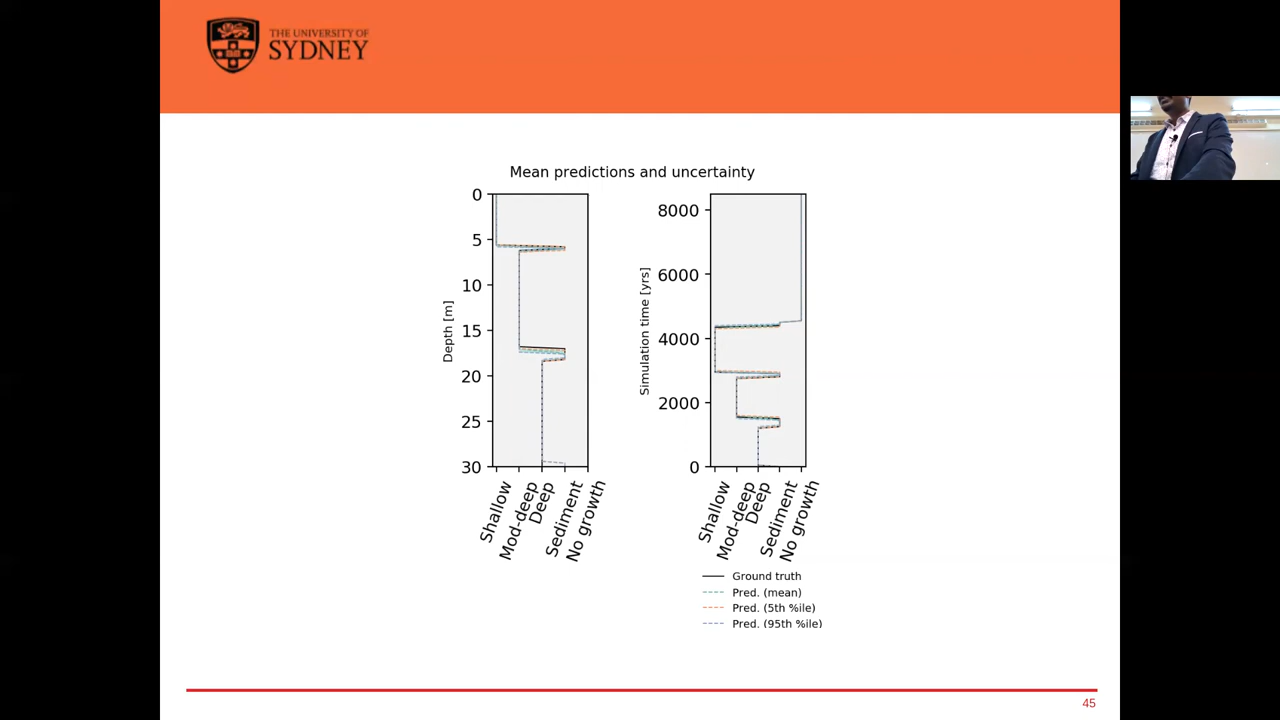 THE UNIVERSITY OF
SYDNEY
Mean predictions and uncertainty
0
5
10
15
20
25
30
Depth [m]
Shallow
Mod-deep
Deep
Sediment
No growth
8000
6000
4000
2000
0
Simulation time [yrs]
Shallow
Mod-deep
Deep
Sediment
No growth
Ground truth
Pred. (mean)
Pred. (5th %ile)
Pred. (95th %ile)
45